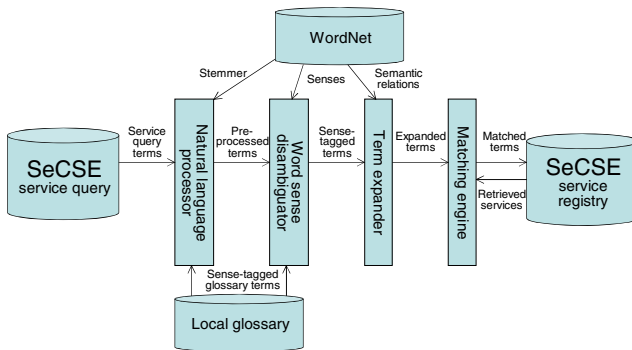 WordNet
Stemmer
Senses
Semantic
relations
SeCSE
service query
Service
query
terms
Natural language
processor
Pre-
processed
terms
Word sense
disambiguator
Sense-
tagged
terms
Term expander
Expanded
terms
Matching engine
Matched
terms
Retrieved
services
SeCSE
service
registry
Sense-tagged
glossary terms
Local glossary